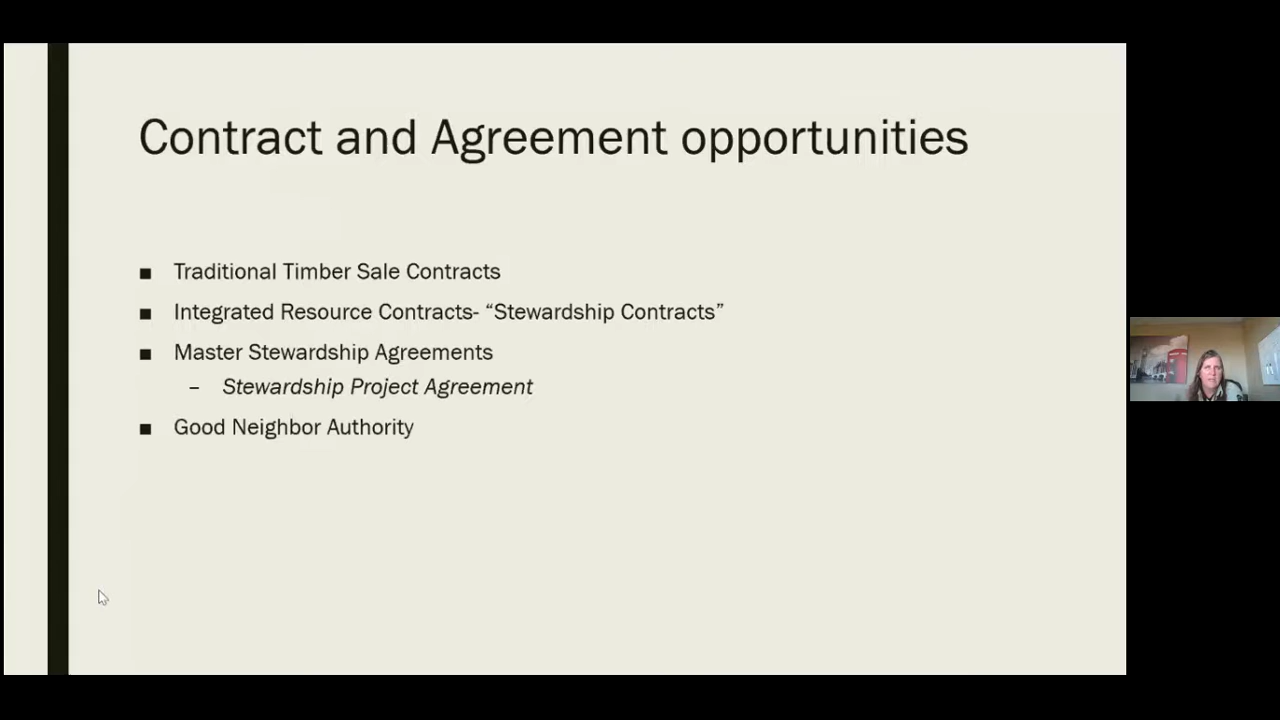 Contract and Agreement opportunities
■ Traditional Timber Sale Contracts
■ Integrated Resource Contracts- “Stewardship Contracts”
■ Master Stewardship Agreements
– Stewardship Project Agreement
■ Good Neighbor Authority